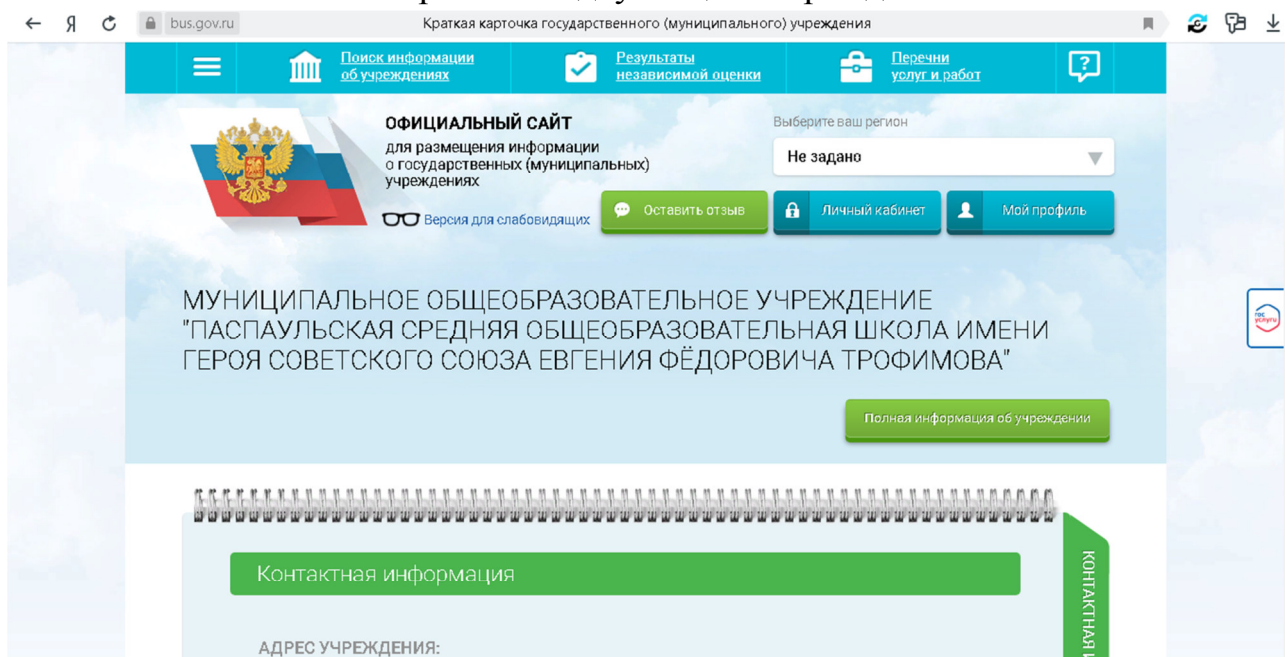 bus.gov.ru
Краткая карточка государственного (муниципального) учреждения
Поиск информации
об учреждениях
Результаты
независимой оценки
Перечни
услуг и работ
ОФИЦИАЛЬНЫЙ САЙТ
для размещения информации
о государственных (муниципальных)
учреждениях
Версия для слабовидящих
Выберите ваш регион
Не задано
Оставить отзыв
Личный кабинет
Мой профиль
МУНИЦИПАЛЬНОЕ ОБЩЕОБРАЗОВАТЕЛЬНОЕ УЧРЕЖДЕНИЕ
"ПАСПАУЛЬСКАЯ СРЕДНЯЯ ОБЩЕОБРАЗОВАТЕЛЬНАЯ ШКОЛА ИМЕНИ
ГЕРОЯ СОВЕТСКОГО СОЮЗА ЕВГЕНИЯ ФЁДОРОВИЧА ТРОФИМОВА"
гос
услуги
Полная информация об учреждении
Контактная информация
КОНТАКТНАЯ
АДРЕС УЧРЕЖДЕНИЯ: